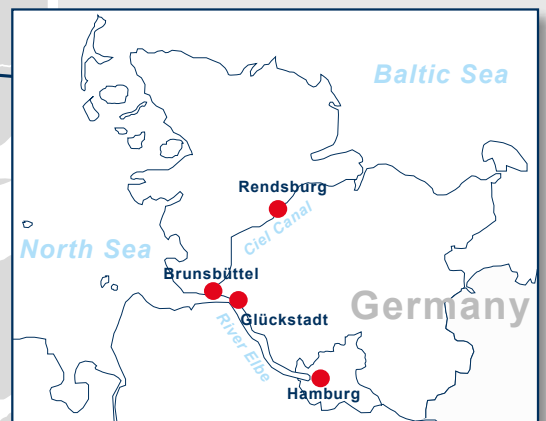 Baltic Sea
Rendsburg
Ciel Canal
North Sea
Brunsbüttel
Germany
Glückstadt
River Elbe
Hamburg